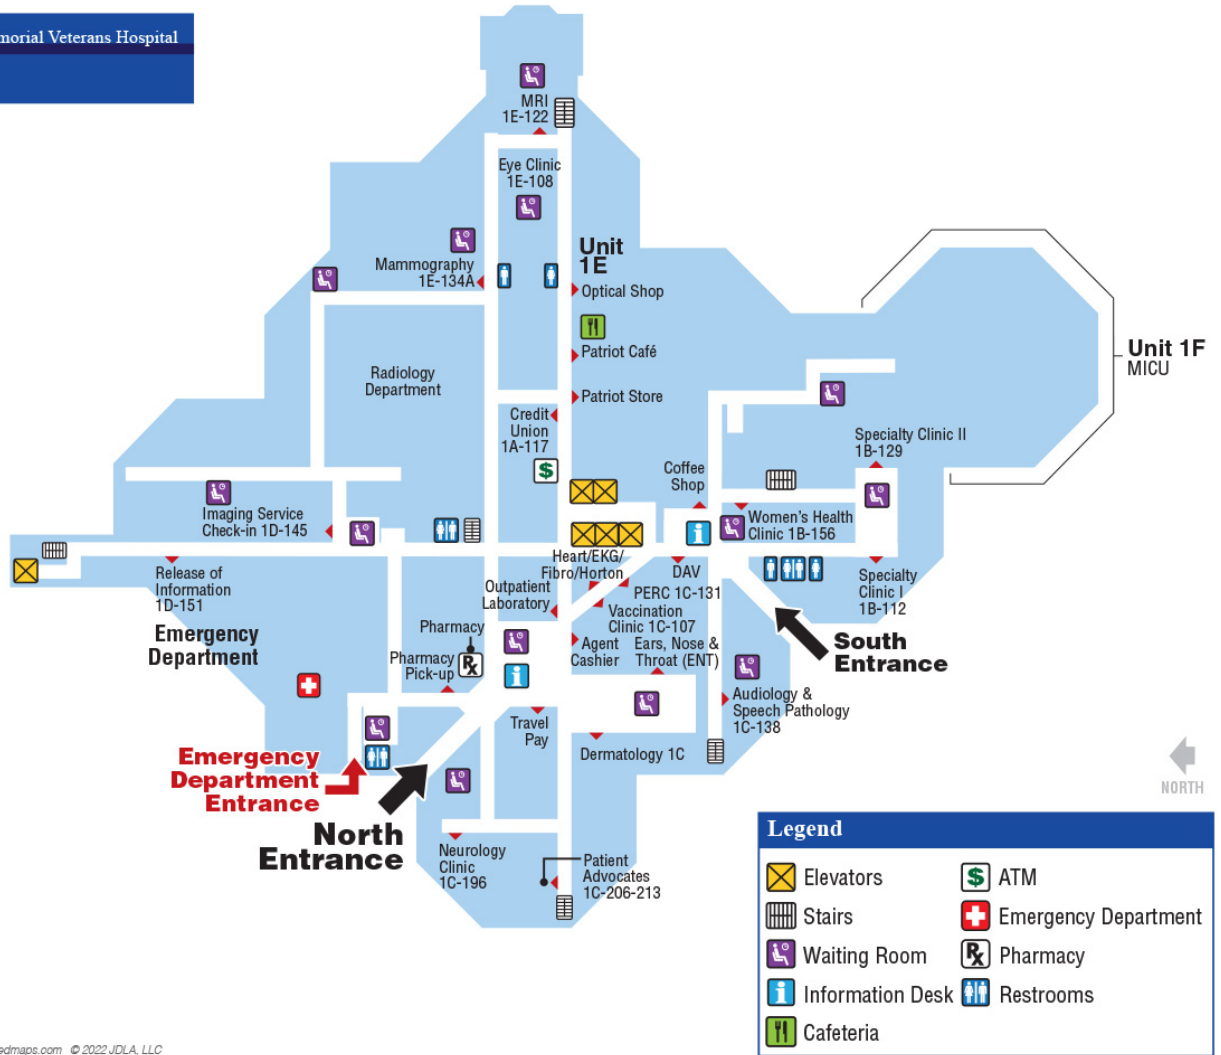 morial Veterans Hospital
MRI
1E-122
Eye Clinic
1E-108
Unit
1E
Mammography
1E-134A
Optical Shop
Patriot Café
Radiology
Department
Patriot Store
Credit
Union
1A-117
$
Unit 1F
MICU
Specialty Clinic II
1B-129
Coffee
Shop
Imaging Service
Check-in 1D-145
Women's Health
Clinic 1B-156
i
Heart/EKG/
Fibro/Horton
DAV
Release of
Information
1D-151
Specialty
Clinic I
1B-112
Outpatient
Laboratory
PERC 1C-131
Vaccination
Clinic 1C-107
Emergency
Department
Pharmacy
Agent
Cashier
Ears, Nose &
Throat (ENT)
South
Entrance
Pharmacy
Pick-up
Rx
i
Audiology &
Speech Pathology
1C-138
Travel
Pay
Dermatology 1C
Emergency
Department
Entrance
NORTH
North
Entrance
Neurology
Clinic
1C-196
Patient
Advocates
1C-206-213
Legend
Elevators
$ ATM
Stairs
Emergency Department
Waiting Room
Rx Pharmacy
i Information Desk
Restrooms
Cafeteria
edmaps.com © 2022 JDLA, LLC